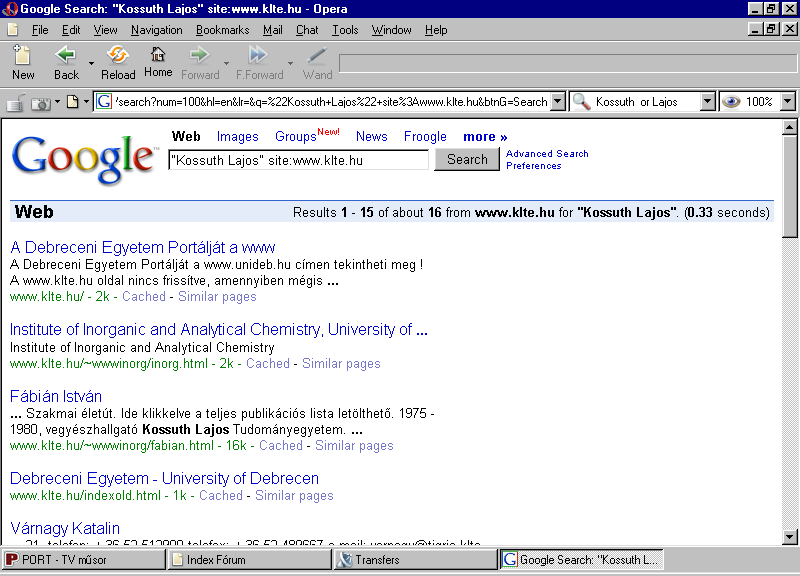 Google Search: "Kossuth Lajos" site:www.klte.hu - Opera
File Edit View Navigation Bookmarks Mail Chat Tools Window Help
New Back Reload Home Forward F.Forward Wand
/search?num=100&hl=en&lr=&q=%22Kossuth+Lajos%22+site%3Awww.klte.hu&btnG=Search Kossuth or Lajos 100%
Google™ Web Images Groups New! News Froogle more »
"Kossuth Lajos" site:www.klte.hu Search Advanced Search
Preferences
Web Results 1 - 15 of about 16 from www.klte.hu for "Kossuth Lajos". (0.33 seconds)
A Debreceni Egyetem Portálját a www
A Debreceni Egyetem Portálját a www.unideb.hu címen tekintheti meg !
A www.klte.hu oldal nincs frissítve, amennyiben mégis ...
www.klte.hu/ - 2k - Cached - Similar pages
Institute of Inorganic and Analytical Chemistry, University of ...
Institute of Inorganic and Analytical Chemistry
www.klte.hu/~wwwinorg/inorg.html - 2k - Cached - Similar pages
Fábián István
... Szakmai életút. Ide klikkelve a teljes publikációs lista letölthető. 1975 -
1980, vegyészhallgató Kossuth Lajos Tudományegyetem. ...
www.klte.hu/~wwwinorg/fabian.html - 16k - Cached - Similar pages
Debreceni Egyetem - University of Debrecen
www.klte.hu/indexold.html - 1k - Cached - Similar pages
Várnagy Katalin
PORT - TV műsor Index Fórum Transfers Google Search: "Kossuth L...